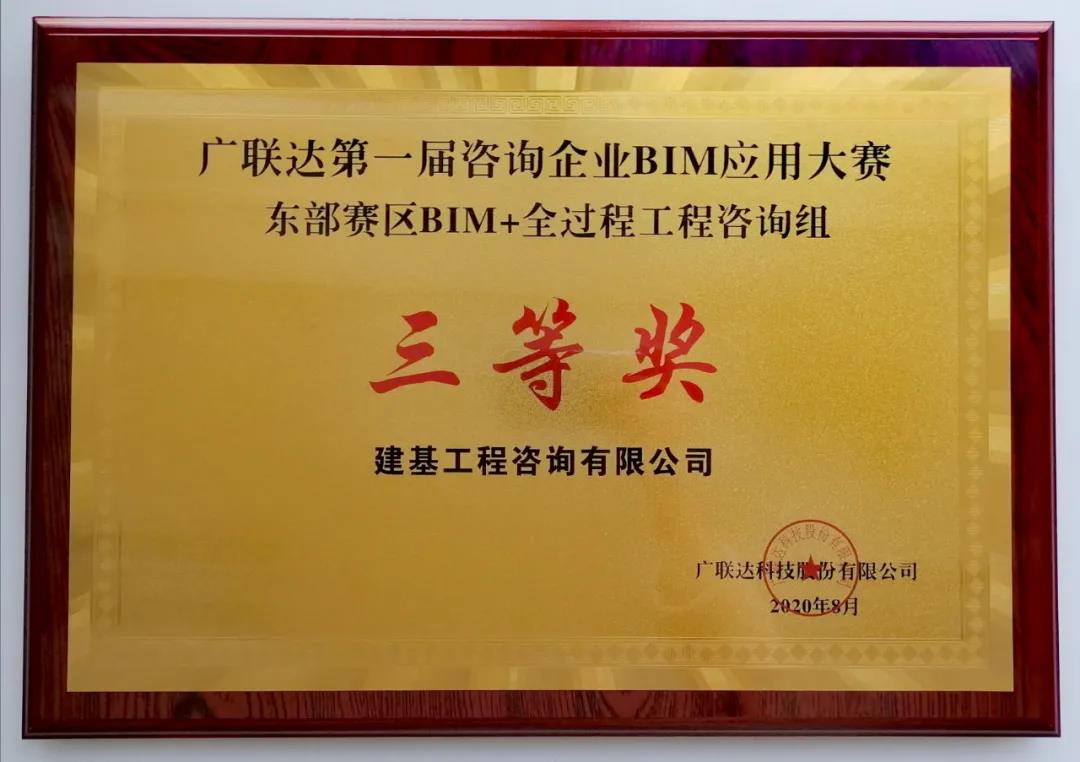 广联达第一届咨询企业BIM应用大赛
东部赛区BIM+全过程工程咨询组
三等奖
建基工程咨询有限公司
广联达科技股份有限公司
2020年8月